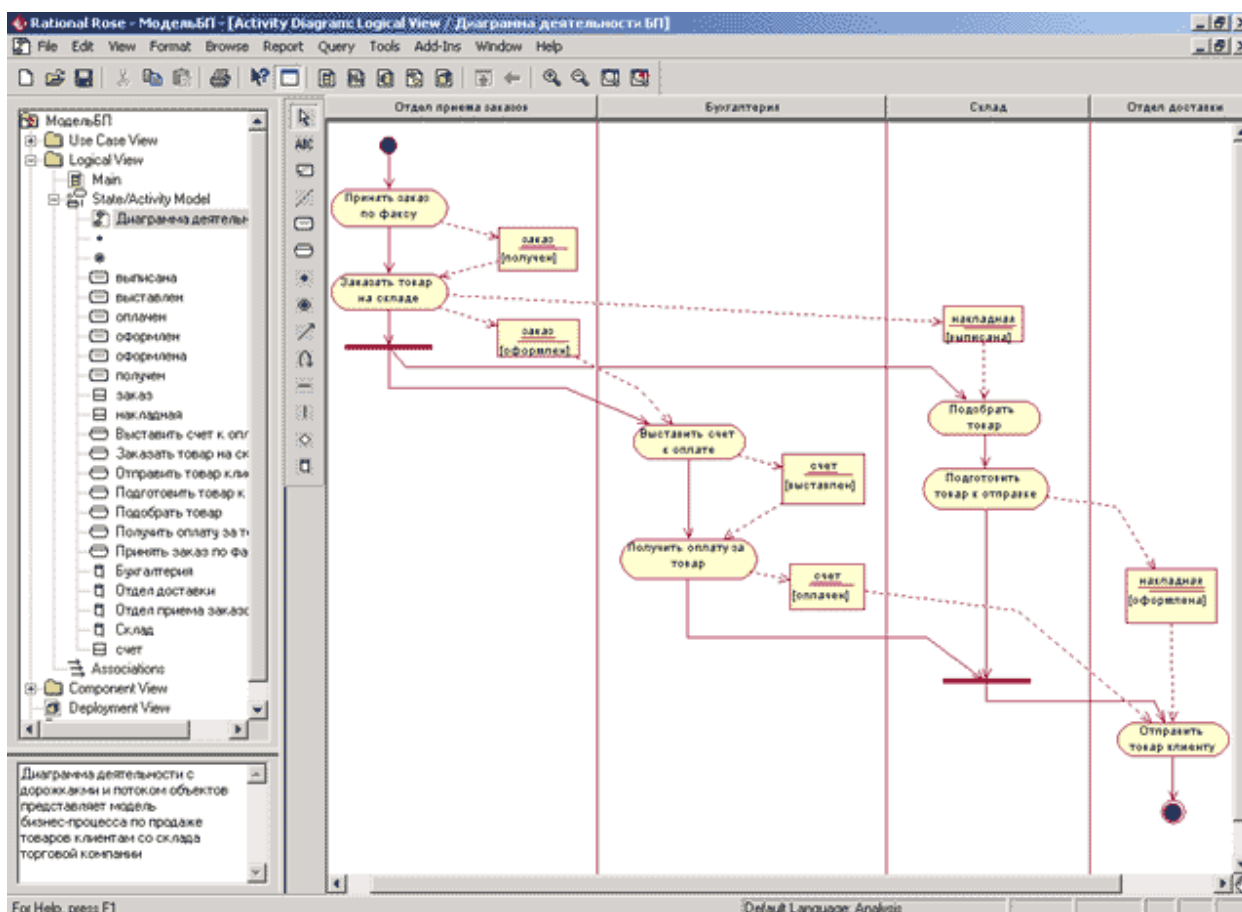 Rational Rose - МодельБП - [Activity Diagram: Logical View / Диаграмма деятельности БП]
File Edit View Format Browse Report Query Tools Add-Ins Window Help
МодельБП
Use Case View
Logical View
Main
State/Activity Model
Диаграмма деятельн
выписана
выставлен
оплачен
оформлен
оформлена
получен
заказ
накладная
Выставить счет к опл
Заказать товар на ск
Отправить товар кли
Подготовить товар к
Подобрать товар
Получить оплату за т
Принять заказ по фа
Бухгалтерия
Отдел доставки
Отдел приема заказо
Склад
счет
Associations
Component View
Deployment View
Диаграмма деятельности с
дорожкакми и потоком объектов
представляет модель
бизнес-процесса по продаже
товаров клиентам со склада
торговой компании
ABC
Отдел приема заказов
Бухгалтерия
Склад
Отдел доставки
Принять заказ
по факсу
заказ
[получен]
Заказать товар
на складе
заказ
[оформлен]
накладная
[выписана]
Подобрать
товар
Выставить счет
к оплате
счет
[выставлен]
Подготовить
товар к отправке
Получить оплату за
товар
счет
[оплачен]
накладная
[оформлена]
Отправить
товар клиенту
For Help, press F1
Default Language: Analysis